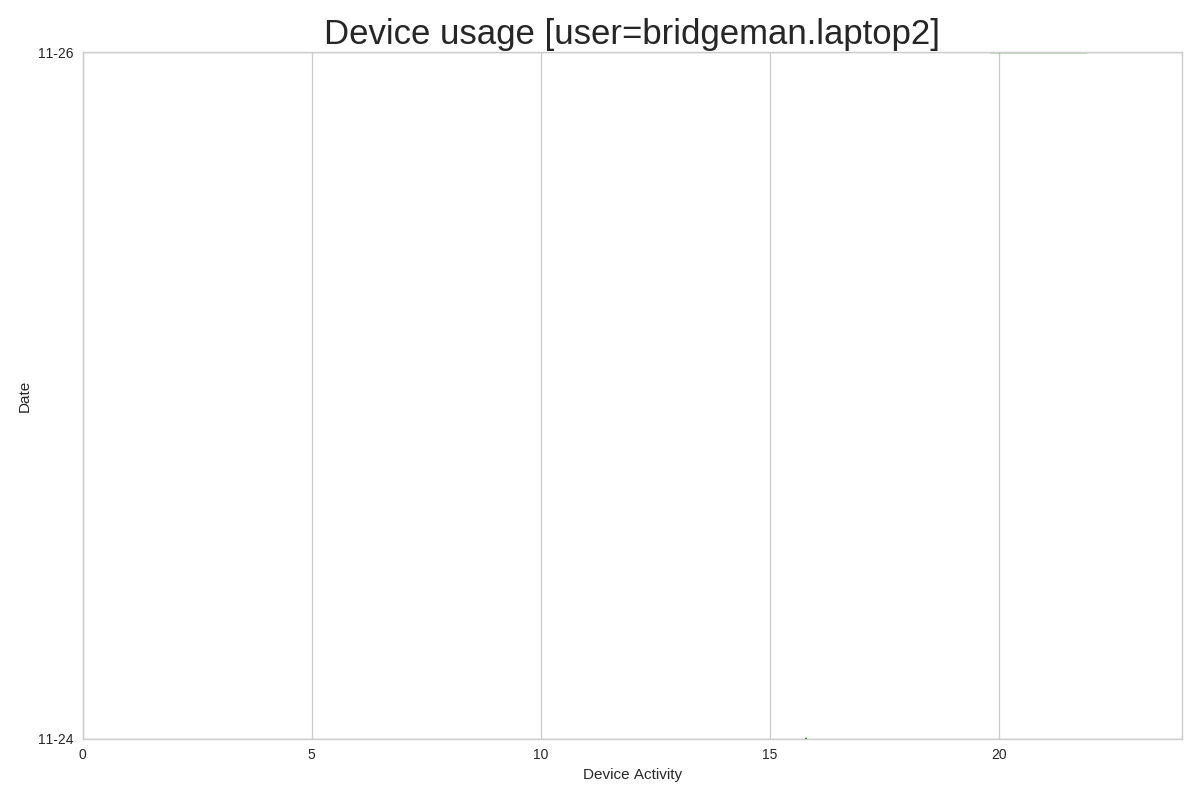 Device usage [user=bridgeman.laptop2]
11-26
Date
11-24
0 5 10 15 20
Device Activity